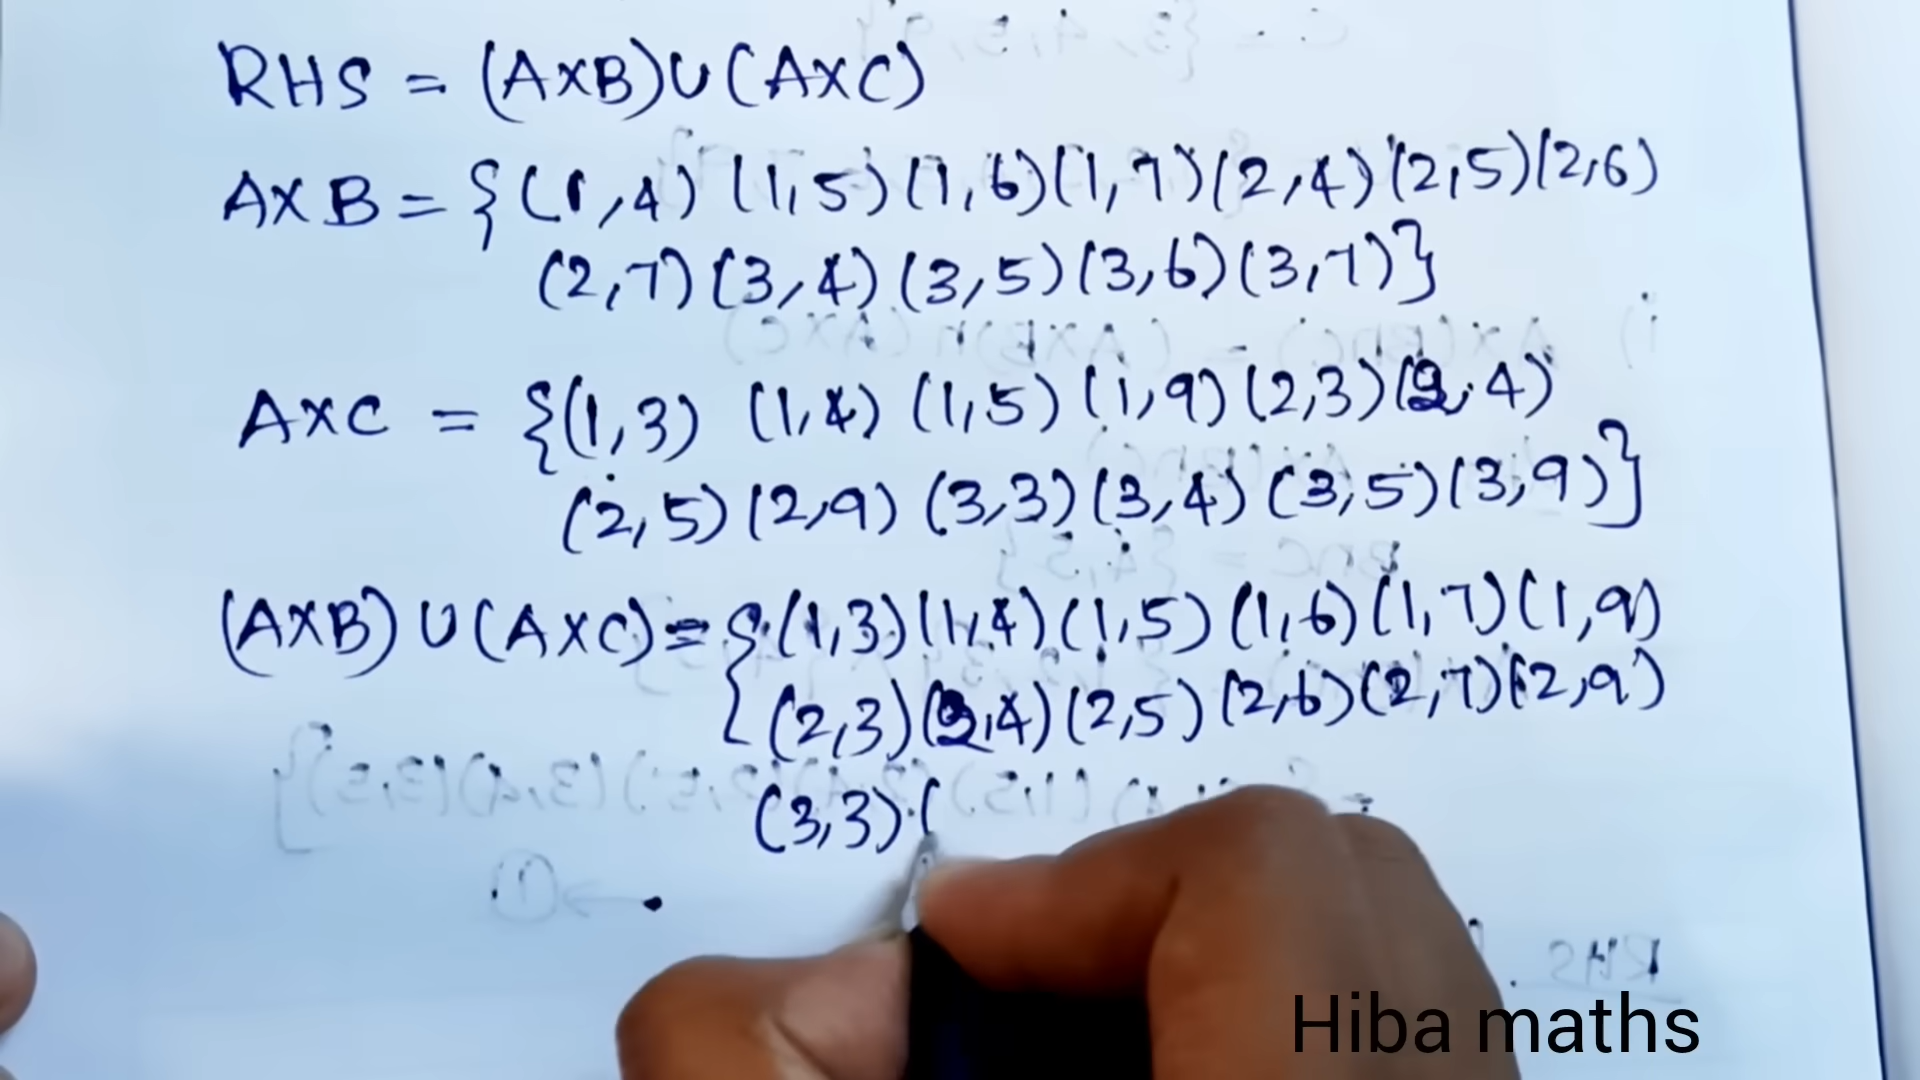 RHS = (A×B)∪(A×C)
A×B = {(1,4) (1,5) (1,6) (1,7) (2,4) (2,5) (2,6)
(2,7) (3,4) (3,5) (3,6) (3,7)}
A×C = {(1,3) (1,4) (1,5) (1,9) (2,3) (2,4)
(2,5) (2,9) (3,3) (3,4) (3,5) (3,9)}
(A×B) ∪ (A×C) = {(1,3) (1,4) (1,5) (1,6) (1,7) (1,9)
(2,3) (2,4) (2,5) (2,6) (2,7) (2,9)
(3,3) (
Hiba maths